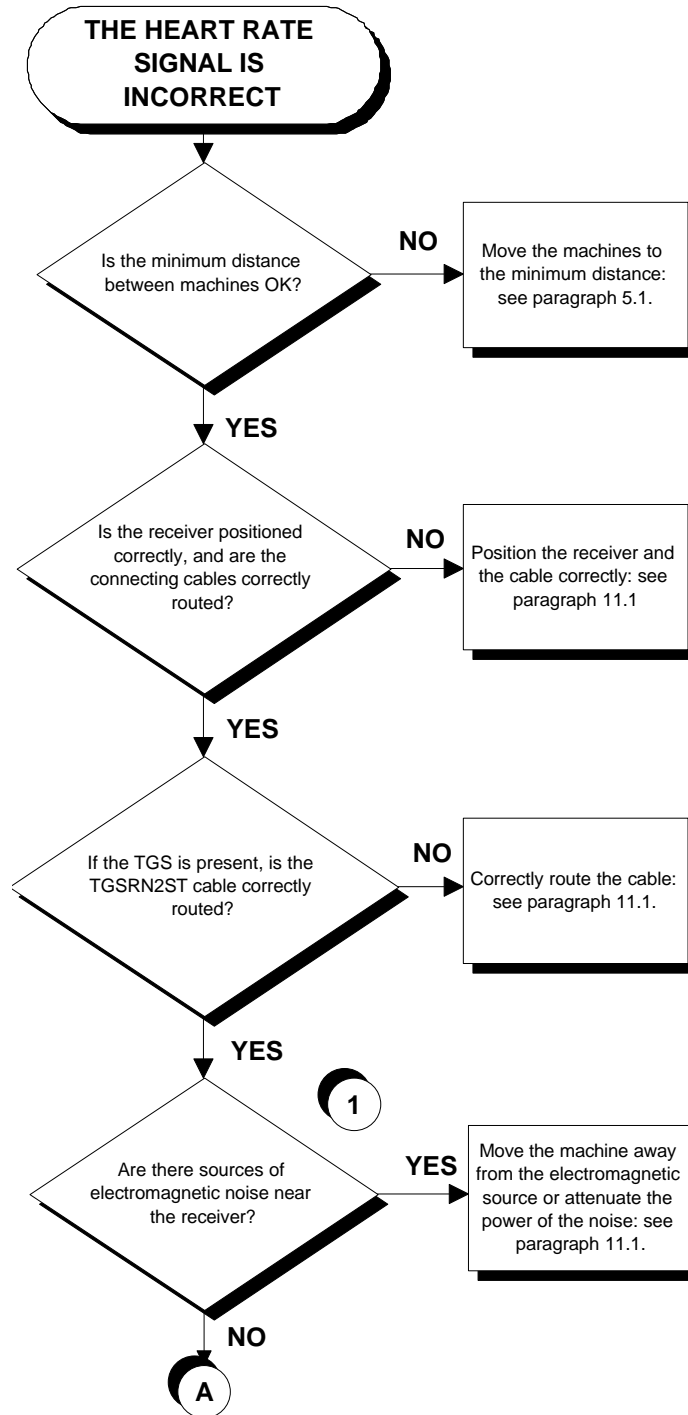 THE HEART RATE
SIGNAL IS
INCORRECT
Is the minimum distance
between machines OK?
NO
Move the machines to
the minimum distance:
see paragraph 5.1.
YES
Is the receiver positioned
correctly, and are the
connecting cables correctly
routed?
NO
Position the receiver and
the cable correctly: see
paragraph 11.1
YES
If the TGS is present, is the
TGSRN2ST cable correctly
routed?
NO
Correctly route the cable:
see paragraph 11.1.
YES
1
Are there sources of
electromagnetic noise near
the receiver?
YES
Move the machine away
from the electromagnetic
source or attenuate the
power of the noise: see
paragraph 11.1.
NO
A